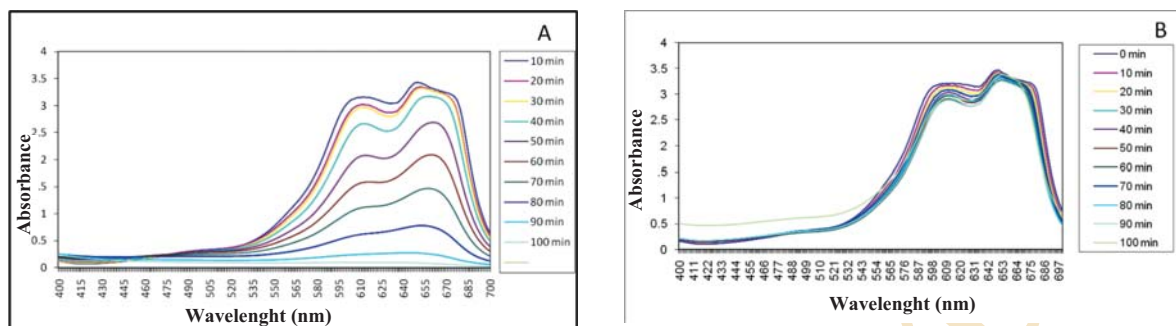 A
Absorbance
4
3.5
3
2.5
2
1.5
1
0.5
0
400 415 430 445 460 475 490 505 520 535 550 565 580 595 610 625 640 655 670 685 700
Wavelenght (nm)
10 min
20 min
30 min
40 min
50 min
60 min
70 min
80 min
90 min
100 min
B
Absorbance
4
3.5
3
.5
2
.5
1
0.5
0
400 411 422 433 444 455 466 477 488 499 510 521 532 543 554 565 576 587 598 609 620 631 642 653 664 675 686 697
Wavelenght (nm)
0 min
10 min
20 min
30 min
40 min
50 min
60 min
70 min
80 min
90 min
100 min